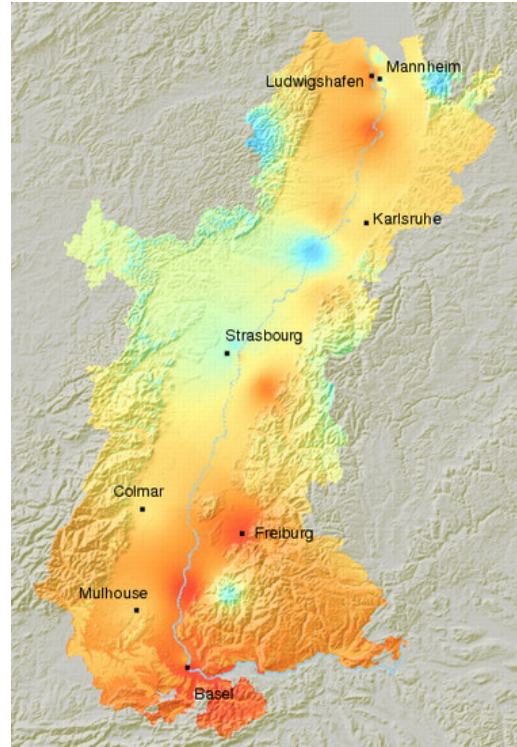 Mannheim
Ludwigshafen
Karlsruhe
Strasbourg
Colmar
Freiburg
Mulhouse
Basel